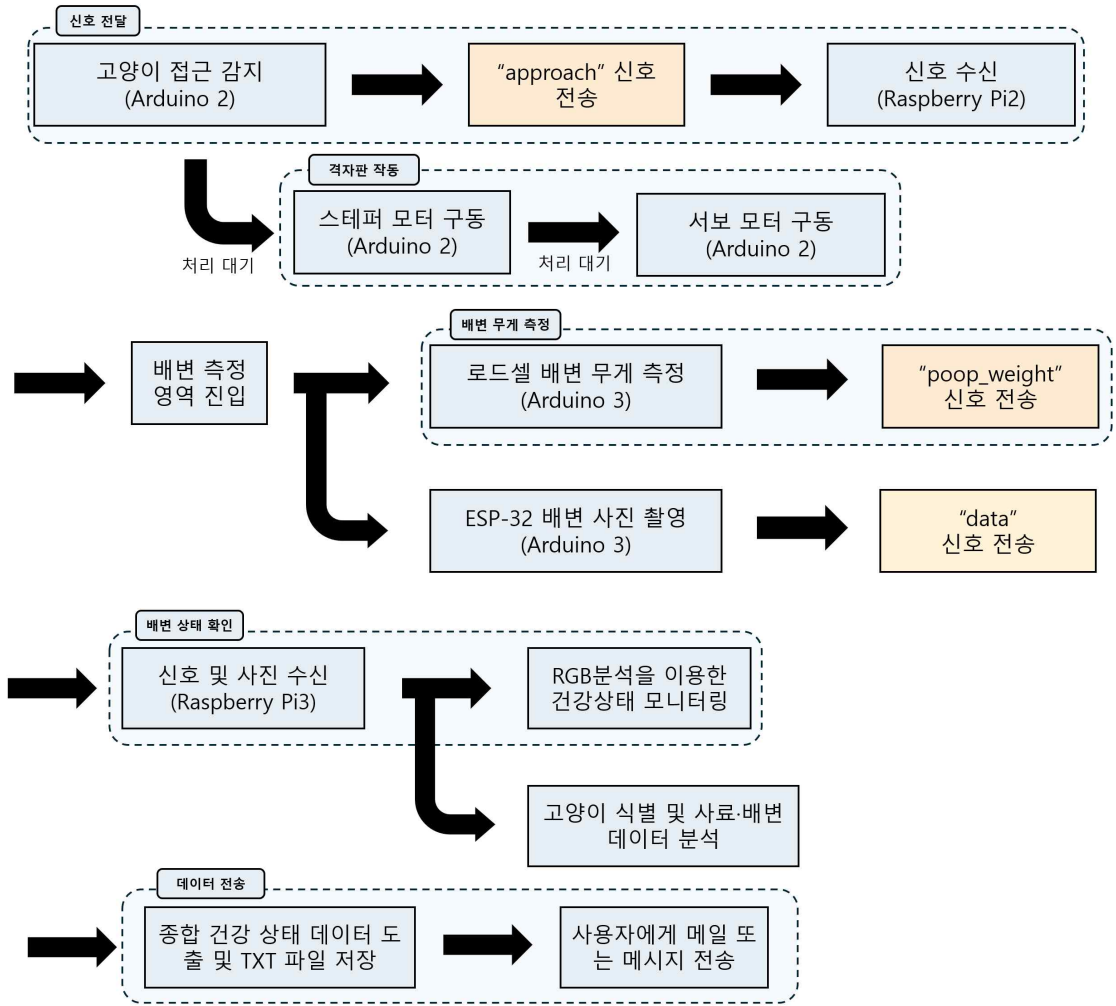 신호 전달
고양이 접근 감지
(Arduino 2)
“approach” 신호
전송
신호 수신
(Raspberry Pi2)
격자판 작동
스테퍼 모터 구동
(Arduino 2)
서보 모터 구동
(Arduino 2)
처리 대기
처리 대기
배변 무게 측정
배변 측정
영역 진입
로드셀 배변 무게 측정
(Arduino 3)
“poop_weight”
신호 전송
ESP-32 배변 사진 촬영
(Arduino 3)
“data”
신호 전송
배변 상태 확인
신호 및 사진 수신
(Raspberry Pi3)
RGB분석을 이용한
건강상태 모니터링
고양이 식별 및 사료·배변
데이터 분석
데이터 전송
종합 건강 상태 데이터 도
출 및 TXT 파일 저장
사용자에게 메일 또
는 메시지 전송